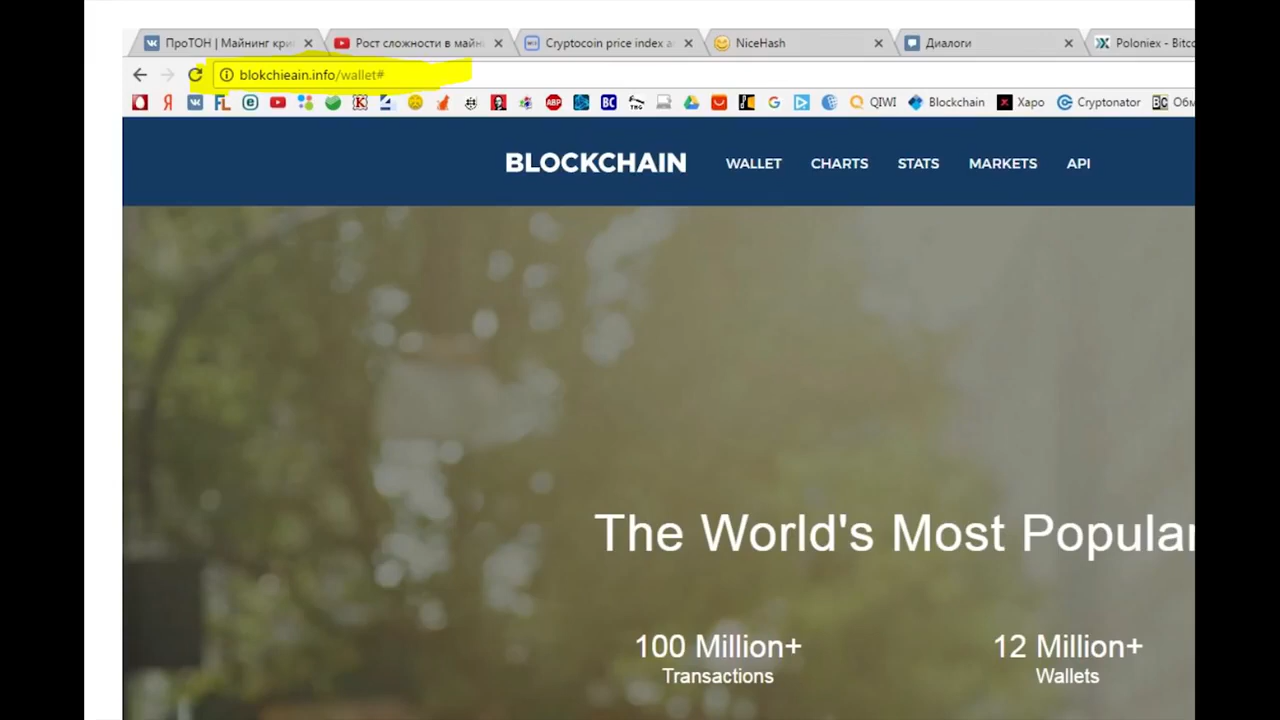 ПроТОН | Майнинг кри
Рост сложности в майн
Cryptocoin price index a
NiceHash
Диалоги
Poloniex - Bitco
blokchieain.info/wallet#
QIWI
Blockchain
Xapo
Cryptonator
Обм
BLOCKCHAIN
WALLET CHARTS STATS MARKETS API
The World's Most Popular
100 Million+ 12 Million+
Transactions Wallets